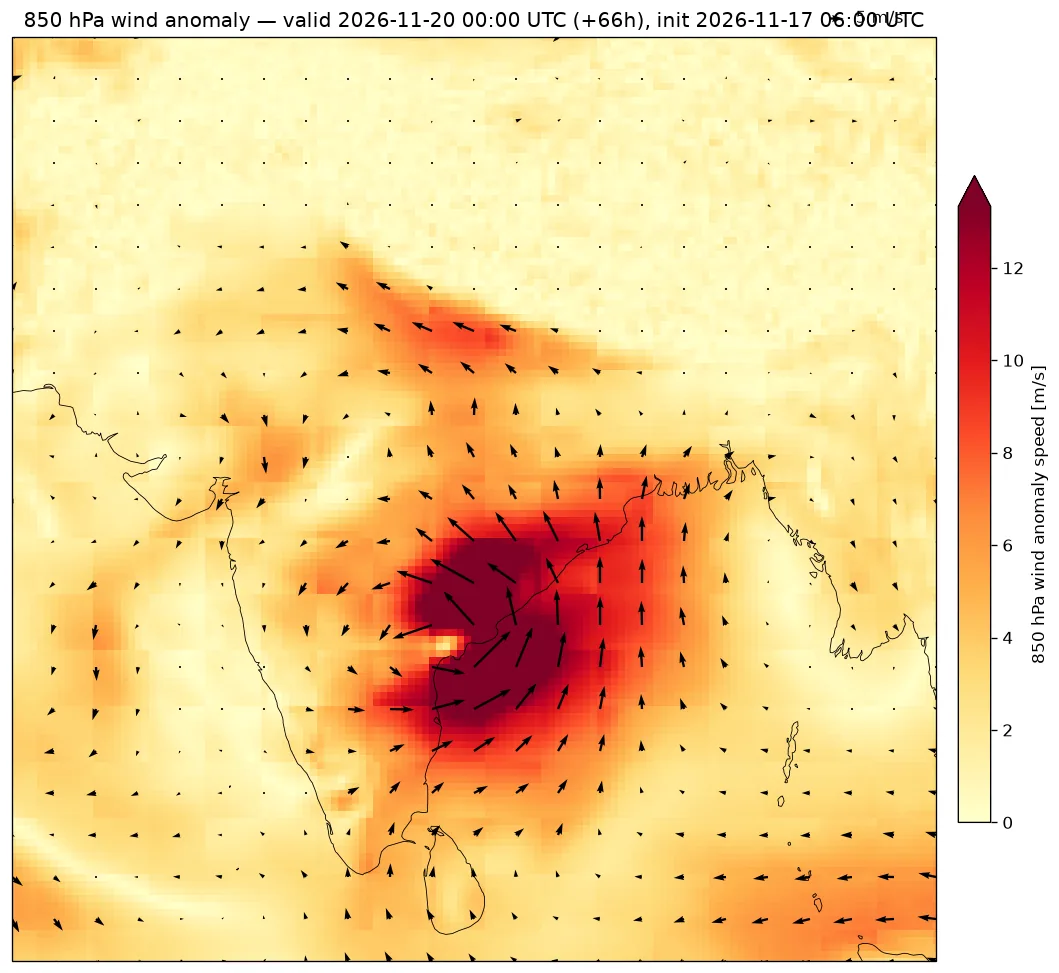 850 hPa wind anomaly — valid 2026-11-20 00:00 UTC (+66h), init 2026-11-17 06:00 UTC
5 m/s
12
10
8
6
4
2
0
850 hPa wind anomaly speed [m/s]